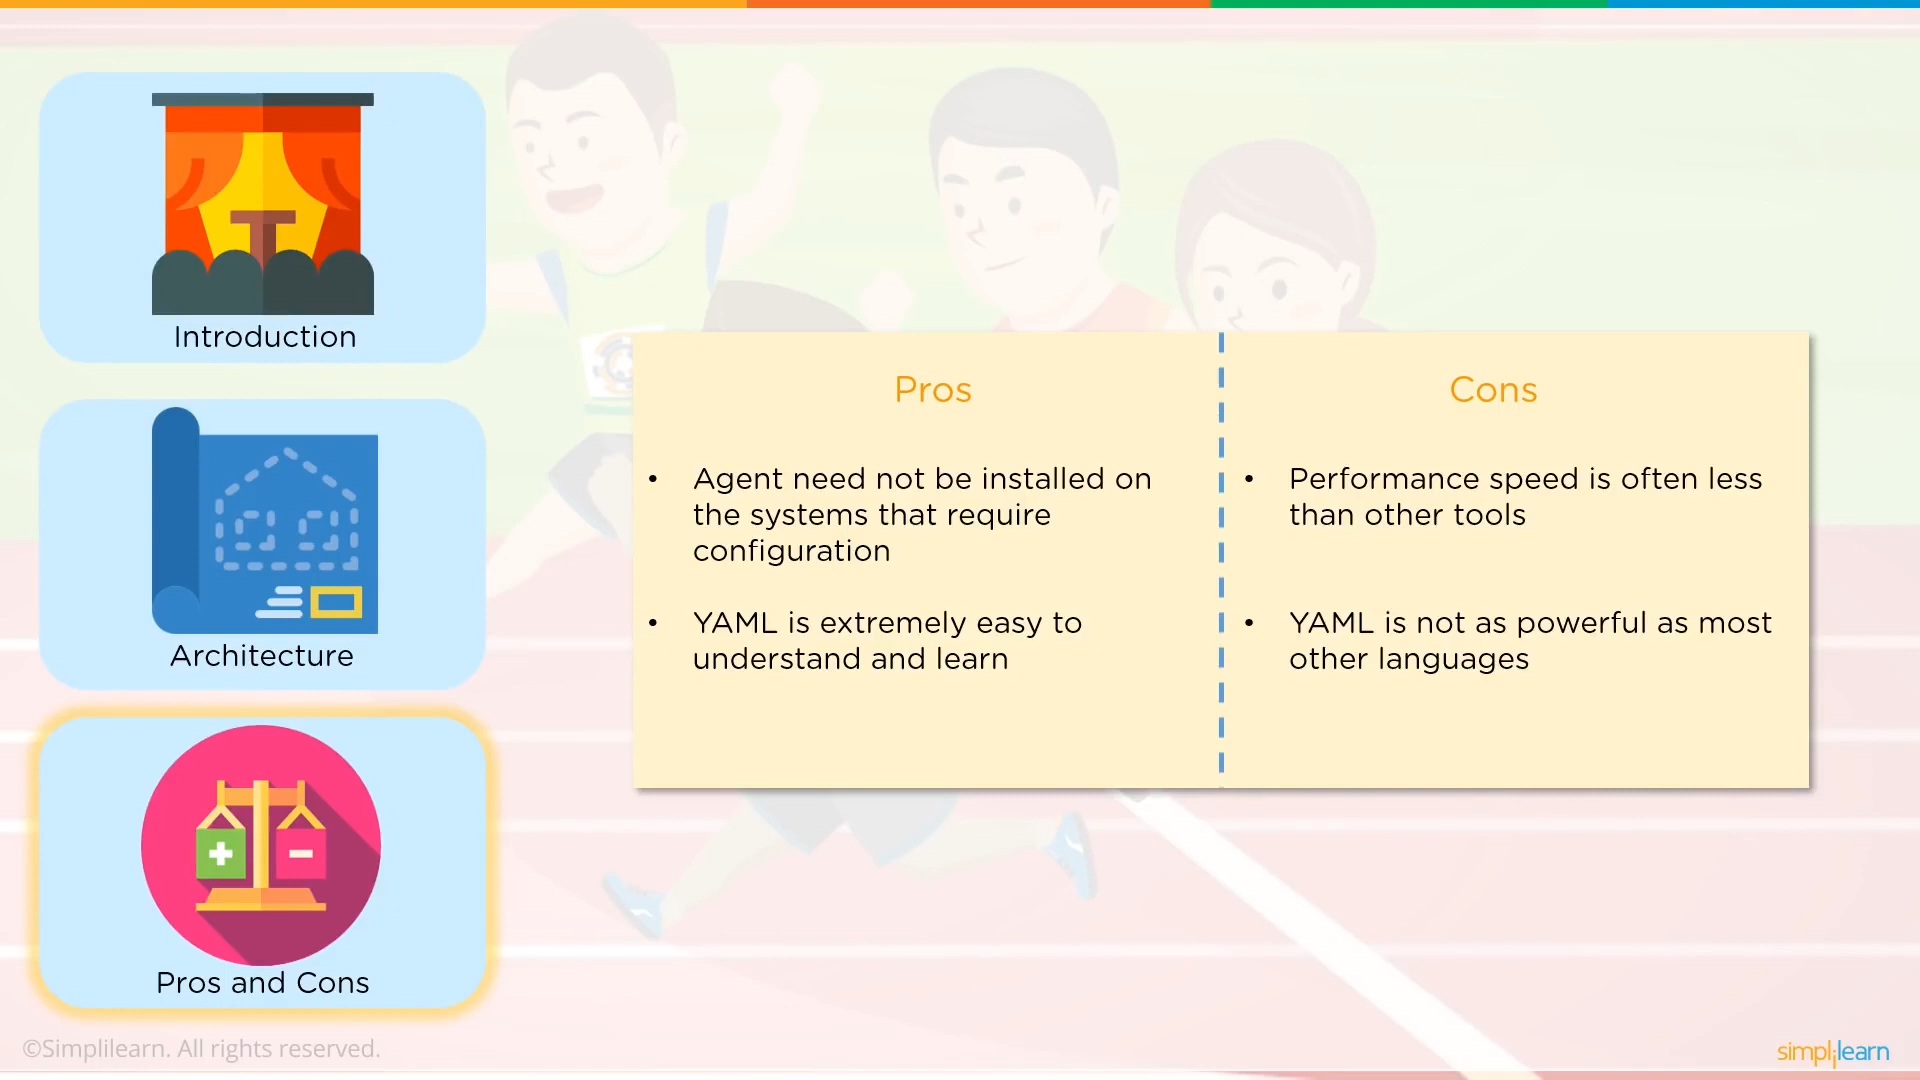 Introduction
Architecture
Pros and Cons
Pros
• Agent need not be installed on
the systems that require
configuration
• YAML is extremely easy to
understand and learn
Cons
• Performance speed is often less
than other tools
• YAML is not as powerful as most
other languages
©Simplilearn. All rights reserved.
simplilearn